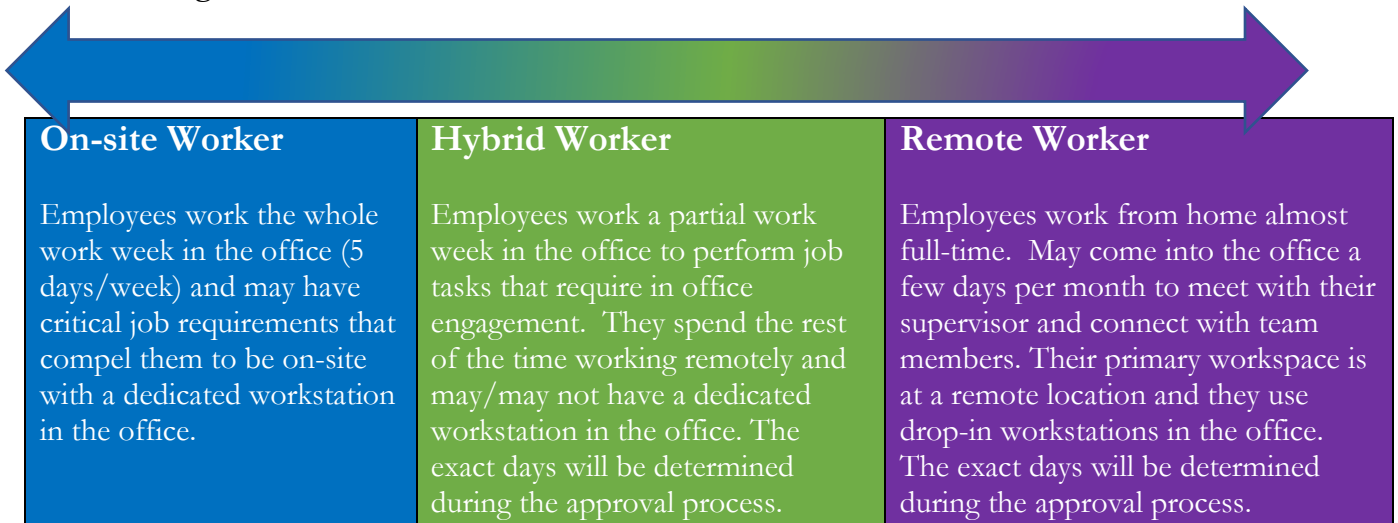 On-site Worker
Employees work the whole
work week in the office (5
days/week) and may have
critical job requirements that
compel them to be on-site
with a dedicated workstation
in the office.
Hybrid Worker
Employees work a partial work
week in the office to perform job
tasks that require in office
engagement.  They spend the rest
of the time working remotely and
may/may not have a dedicated
workstation in the office. The
exact days will be determined
during the approval process.
Remote Worker
Employees work from home almost
full-time.  May come into the office a
few days per month to meet with their
supervisor and connect with team
members. Their primary workspace is
at a remote location and they use
drop-in workstations in the office.
The exact days will be determined
during the approval process.